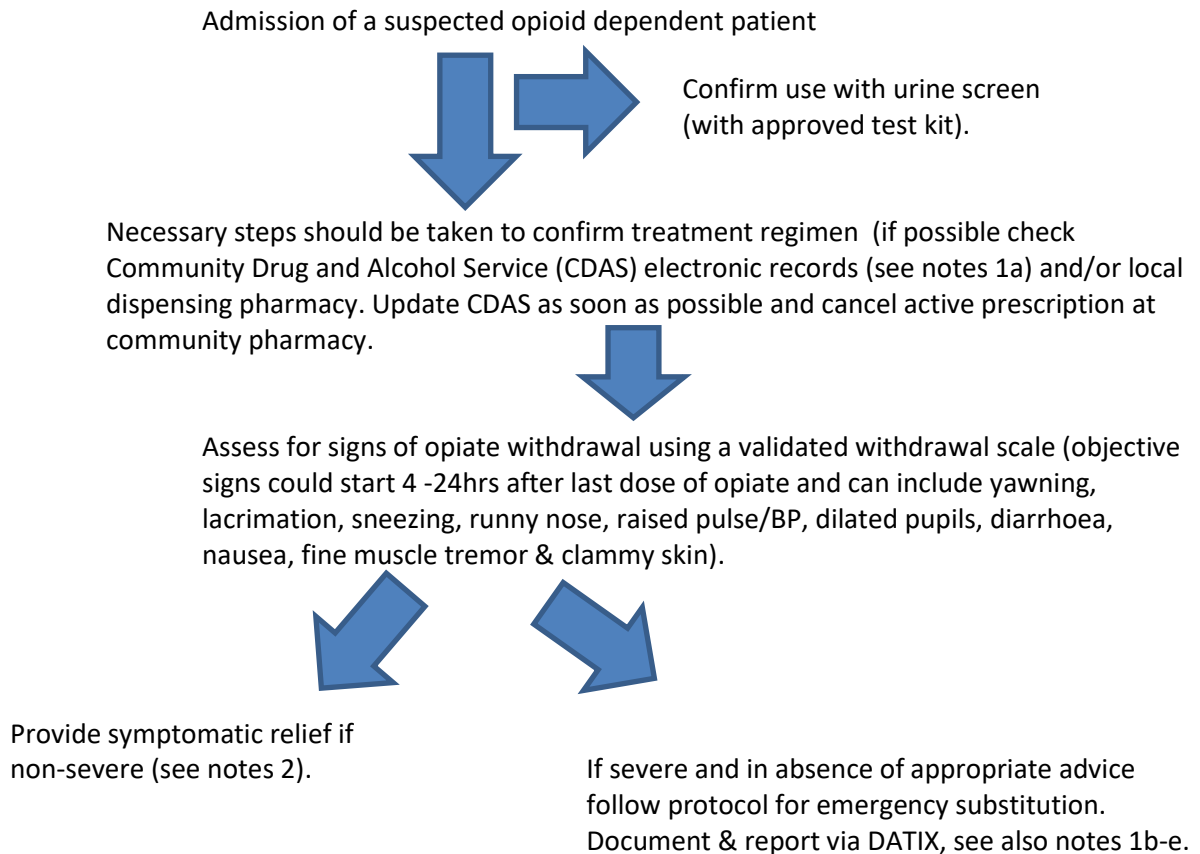 Admission of a suspected opioid dependent patient
Confirm use with urine screen
(with approved test kit).
Necessary steps should be taken to confirm treatment regimen  (if possible check
Community Drug and Alcohol Service (CDAS) electronic records (see notes 1a) and/or local
dispensing pharmacy. Update CDAS as soon as possible and cancel active prescription at
community pharmacy.
Assess for signs of opiate withdrawal using a validated withdrawal scale (objective
signs could start 4 -24hrs after last dose of opiate and can include yawning,
lacrimation, sneezing, runny nose, raised pulse/BP, dilated pupils, diarrhoea,
nausea, fine muscle tremor & clammy skin).
Provide symptomatic relief if
non-severe (see notes 2).
If severe and in absence of appropriate advice
follow protocol for emergency substitution.
Document & report via DATIX, see also notes 1b-e.